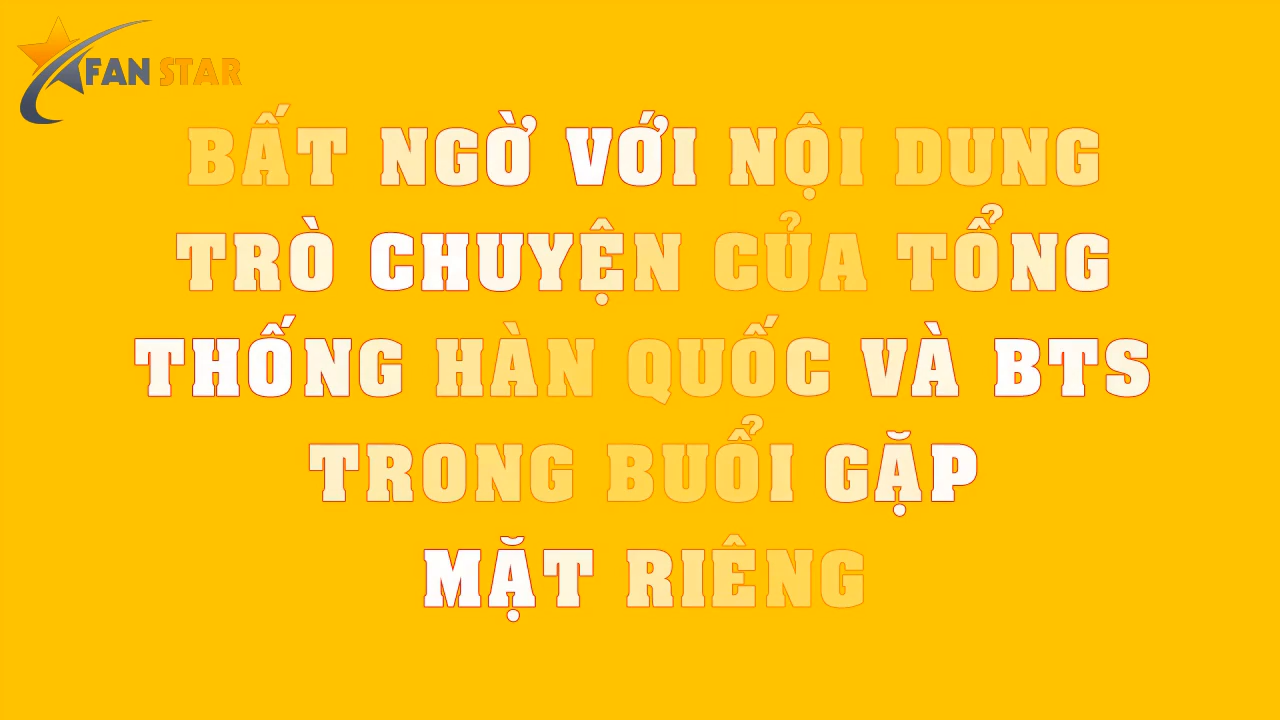 FAN STAR
BẤT NGỜ VỚI NỘI DUNG
TRÒ CHUYỆN CỦA TỔNG
THỐNG HÀN QUỐC VÀ BTS
TRONG BUỔI GẶP
MẶT RIÊNG